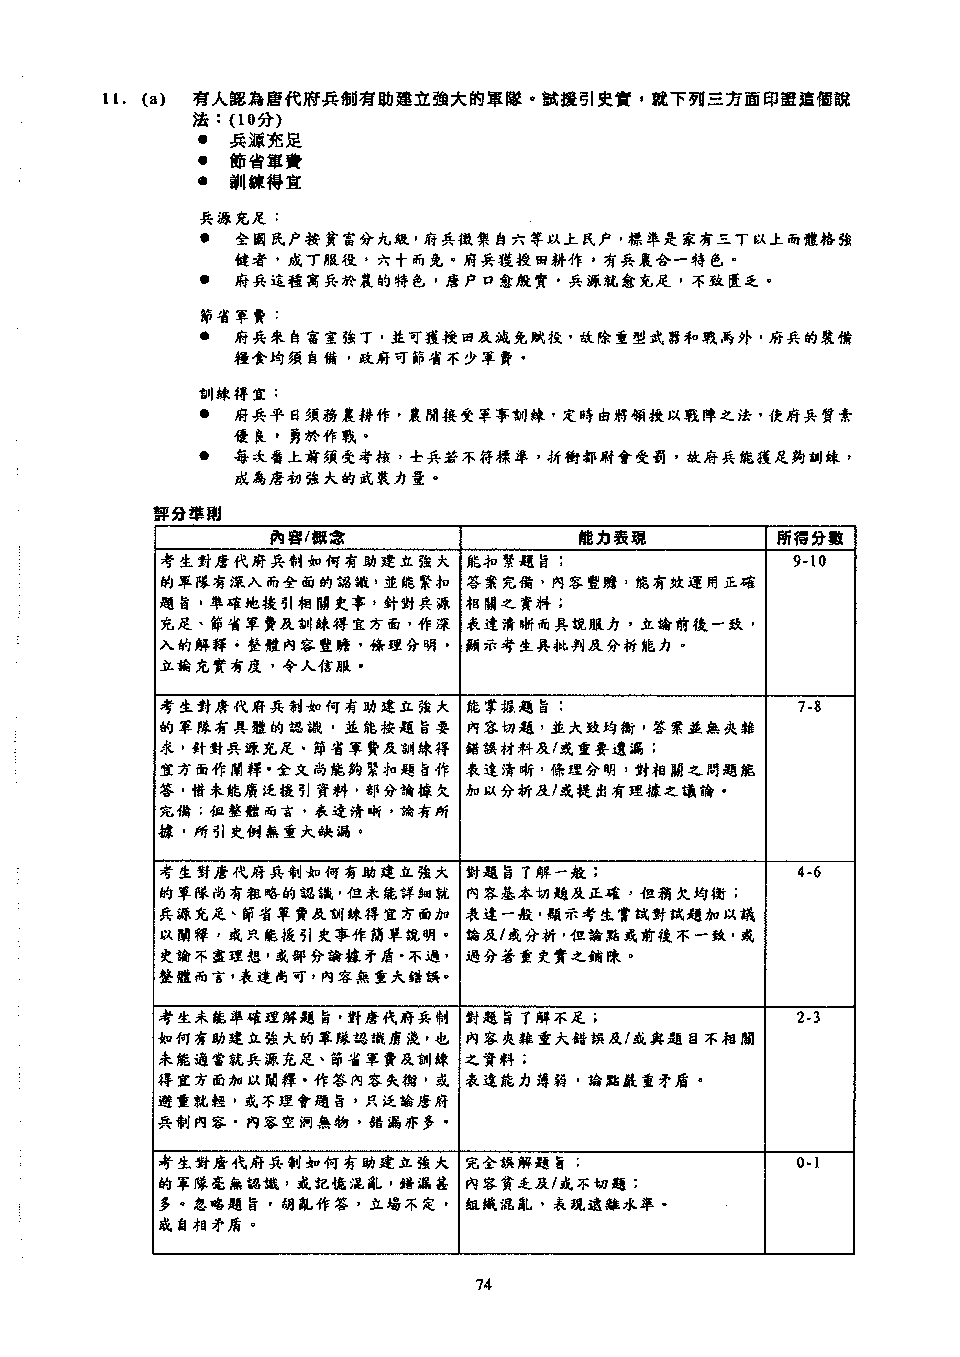 11. (a) 有人認為唐代府兵制有助建立強大的軍隊。試援引史實，就下列三方面印證這個說
法：(10分)
● 兵源充足
● 節省軍費
● 訓練得宜
兵源充足：
● 全國民戶按貧富分九級，府兵徵集自六等以上民戶，標準是家有三丁以上而體格強
健者，成丁服役，六十而免。府兵獲授田耕作，有兵農合一特色。
● 府兵這種寓兵於農的特色，唐戶口愈殷實，兵源就愈充足，不致匱乏。
節省軍費：
● 府兵來自富室強丁，並可獲授田及減免賦役，故除重型武器和戰馬外，府兵的裝備
糧食均須自備，政府可節省不少軍費。
訓練得宜：
● 府兵平日須務農耕作，農閒接受軍事訓練，定時由將領授以戰陣之法，使府兵質素
優良，勇於作戰。
● 每次番上前須受考核，士兵若不符標準，折衝都尉會受罰，故府兵能獲足夠訓練，
成為唐初強大的武裝力量。
評分準則
內容/概念 能力表現 所得分數
考生對唐代府兵制如何有助建立強大
的軍隊有深入而全面的認識，並能緊扣
題旨，準確地援引相關史事，針對兵源
充足、節省軍費及訓練得宜方面，作深
入的解釋。整體內容豐贍，條理分明，
立論充實有度，令人信服。
能扣緊題旨；
答案完備，內容豐贍，能有效運用正確
相關之資料；
表達清晰而具說服力，立論前後一致，
顯示考生具批判及分析能力。
9-10
考生對唐代府兵制如何有助建立強大
的軍隊有具體的認識，並能按題旨要
求，針對兵源充足、節省軍費及訓練得
宜方面作闡釋。全文尚能夠緊扣題旨作
答，惜未能廣泛援引資料，部分論據欠
完備；但整體而言，表達清晰，論有所
據，所引史例無重大缺漏。
能掌握題旨；
內容切題，並大致均衡，答案並無夾雜
錯誤材料及/或重要遺漏；
表達清晰，條理分明，對相關之問題能
加以分析及/或提出有理據之議論。
7-8
考生對唐代府兵制如何有助建立強大
的軍隊尚有粗略的認識，但未能詳細就
兵源充足、節省軍費及訓練得宜方面加
以闡釋，或只能援引史事作簡單說明。
史論不盡理想，或部分論據矛盾。不過，
整體而言，表達尚可，內容無重大錯誤。
對題旨了解一般；
內容基本切題及正確，但稍欠均衡；
表達一般，顯示考生嘗試對試題加以議
論及/或分析，但論點或前後不一致，或
過分著重史實之鋪陳。
4-6
考生未能準確理解題旨，對唐代府兵制
如何有助建立強大的軍隊認識膚淺，也
未能適當就兵源充足、節省軍費及訓練
得宜方面加以闡釋。作答內容失衡，或
避重就輕，或不理會題旨，只泛論唐府
兵制內容。內容空洞無物，錯漏亦多。
對題旨了解不足；
內容夾雜重大錯誤及/或與題目不相關
之資料；
表達能力薄弱，論點嚴重矛盾。
2-3
考生對唐代府兵制如何有助建立強大
的軍隊毫無認識，或記憶混亂，錯漏甚
多。忽略題旨，胡亂作答，立場不定，
或自相矛盾。
完全誤解題旨；
內容貧乏及/或不切題；
組織混亂，表現遠離水準。
0-1
74